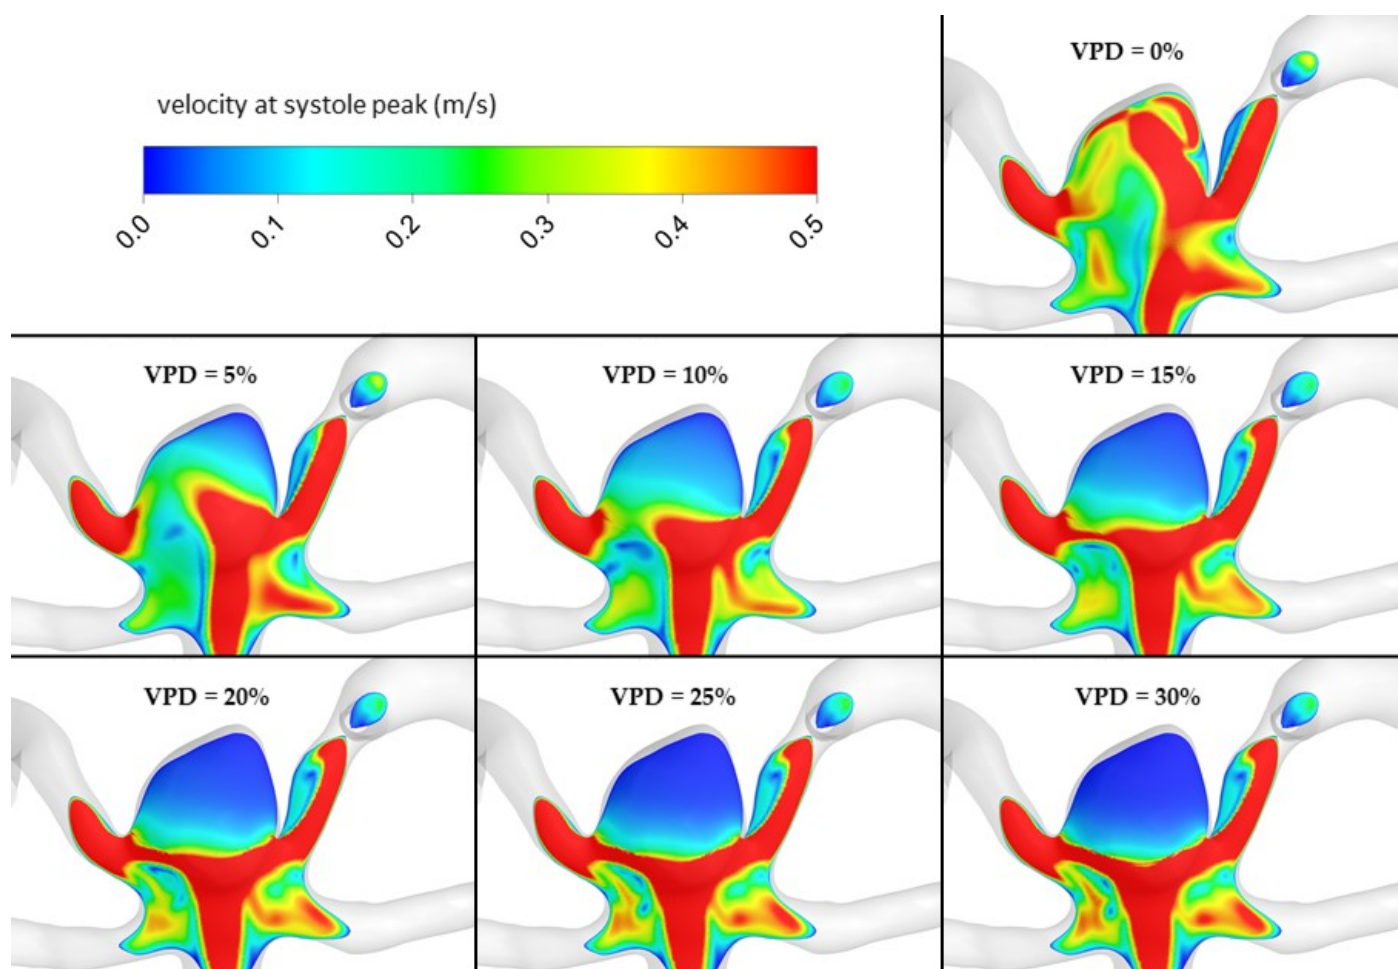 VPD = 0%
velocity at systole peak (m/s)
0.0 0.1 0.2 0.3 0.4 0.5
VPD = 5% VPD = 10% VPD = 15%
VPD = 20% VPD = 25% VPD = 30%